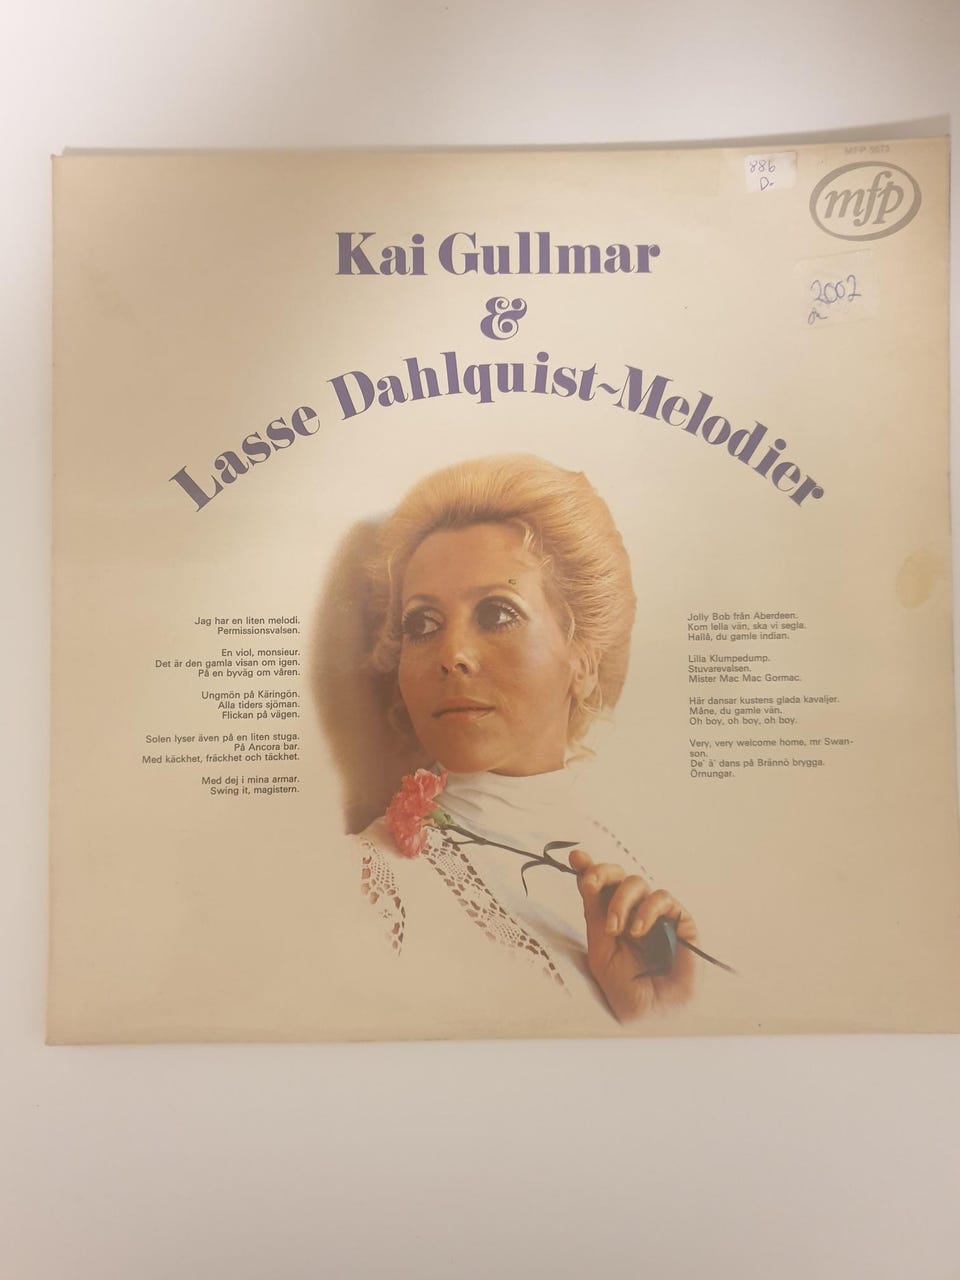 MFP 5573
886
D-
mfp
2002
Kai Gullmar
&
Lasse Dahlquist~Melodier
Jag har en liten melodi.
Permissionsvalsen.
En viol, monsieur.
Det är den gamla visan om igen.
På en byväg om våren.
Ungmön på Käringön.
Alla tiders sjöman.
Flickan på vägen.
Solen lyser även på en liten stuga.
På Ancora bar.
Med käckhet, fräckhet och täckhet.
Med dej i mina armar.
Swing it, magistern.
Jolly Bob från Aberdeen.
Kom lella vän, ska vi segla.
Hallå, du gamle indian.
Lilla Klumpedump.
Stuvarevalsen.
Mister Mac Mac Gormac.
Här dansar kustens glada kavaljer.
Måne, du gamle vän.
Oh boy, oh boy, oh boy.
Very, very welcome home, mr Swan-
son.
De' ä' dans på Brännö brygga.
Örnungar.